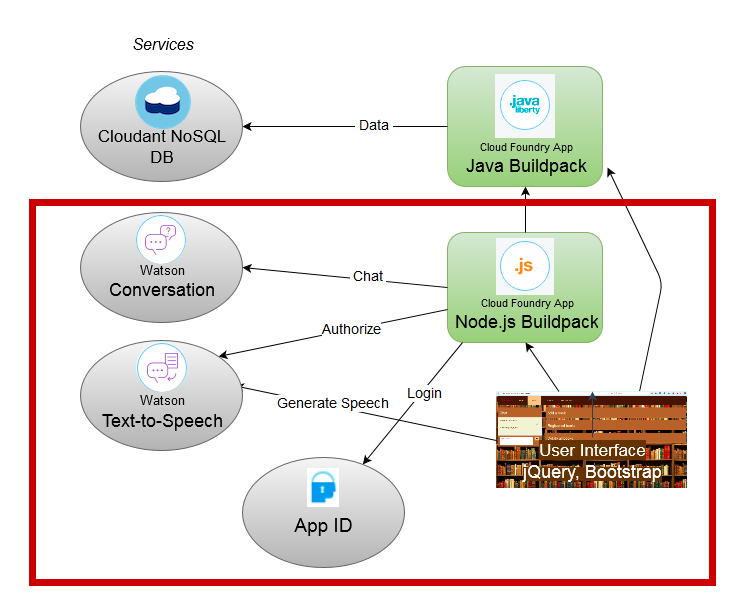 Services
.java
liberty
Cloudant NoSQL
DB
Data
Cloud Foundry App
Java Buildpack
Watson
Conversation
Chat
.js
Cloud Foundry App
Node.js Buildpack
Authorize
Watson
Text-to-Speech
Generate Speech
Login
User Interface
jQuery, Bootstrap
App ID